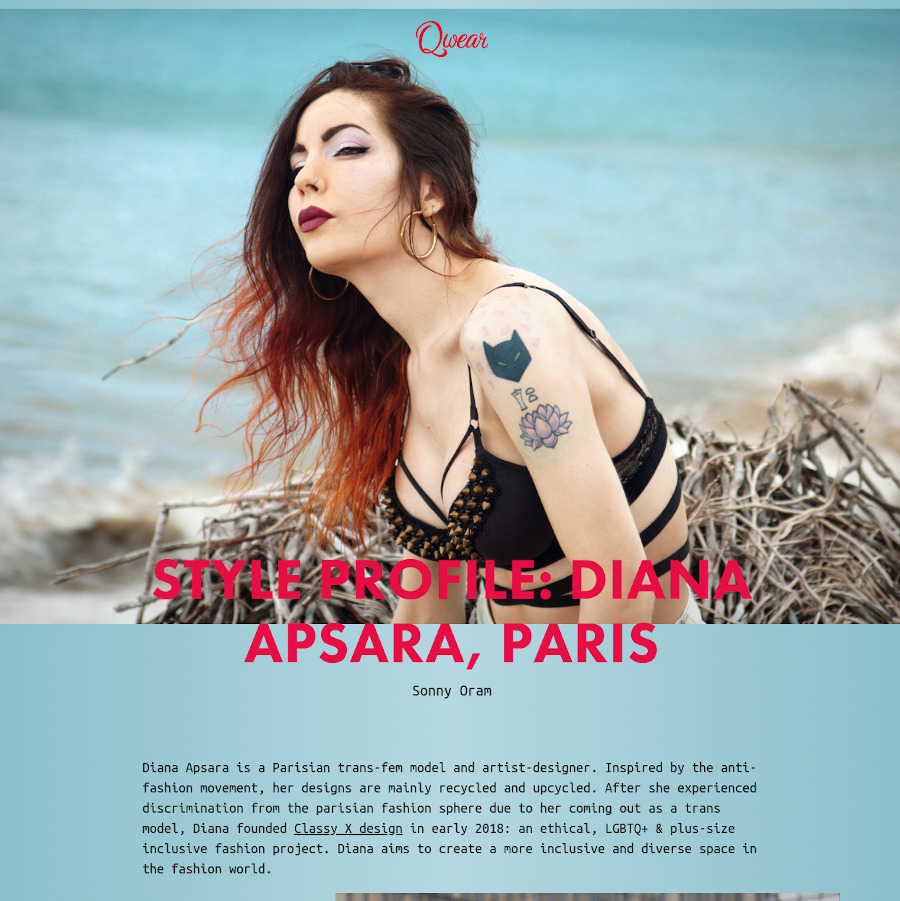 Qwear
STYLE PROFILE: DIANA
APSARA, PARIS
Sonny Oram
Diana Apsara is a Parisian trans-fem model and artist-designer. Inspired by the anti-
fashion movement, her designs are mainly recycled and upcycled. After she experienced
discrimination from the parisian fashion sphere due to her coming out as a trans
model, Diana founded Classy X design in early 2018: an ethical, LGBTQ+ & plus-size
inclusive fashion project. Diana aims to create a more inclusive and diverse space in
the fashion world.